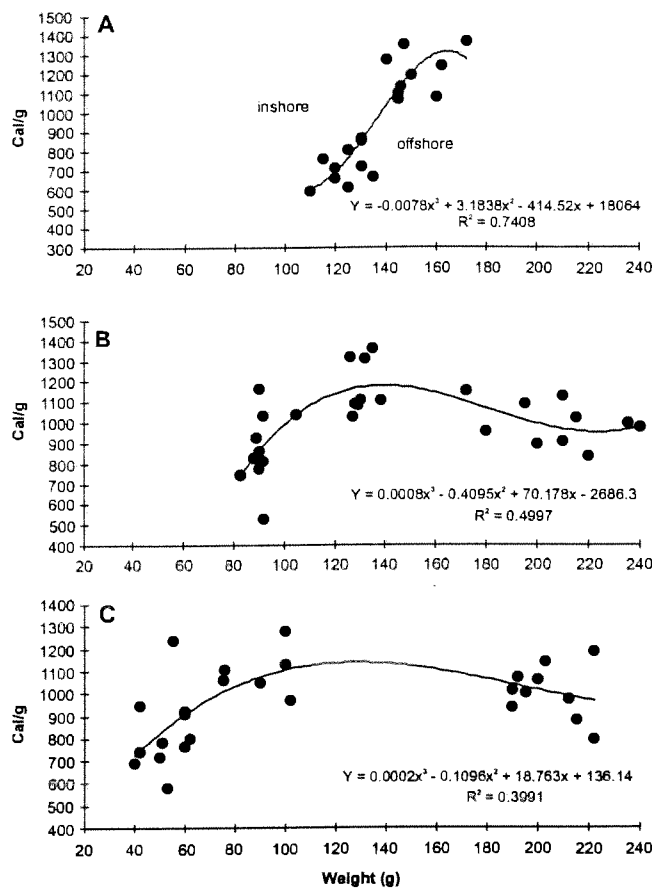 A
1500
1400
1300
1200
1100
1000
900
800
700
600
500
400
300
Cal/g
inshore
offshore
Y = -0.0078x³ + 3.1838x² - 414.52x + 18064
R² = 0.7408
20 40 60 80 100 120 140 160 180 200 220 240
B
1500
1400
1300
1200
1100
1000
900
800
700
600
500
400
Cal/g
Y = 0.0008x³ - 0.4095x² + 70.178x - 2686.3
R² = 0.4997
20 40 60 80 100 120 140 160 180 200 220 240
C
1400
1300
1200
1100
1000
900
800
700
600
500
400
Cal/g
Y = 0.0002x³ - 0.1096x² + 18.763x + 136.14
R² = 0.3991
20 40 60 80 100 120 140 160 180 200 220 240
Weight (g)